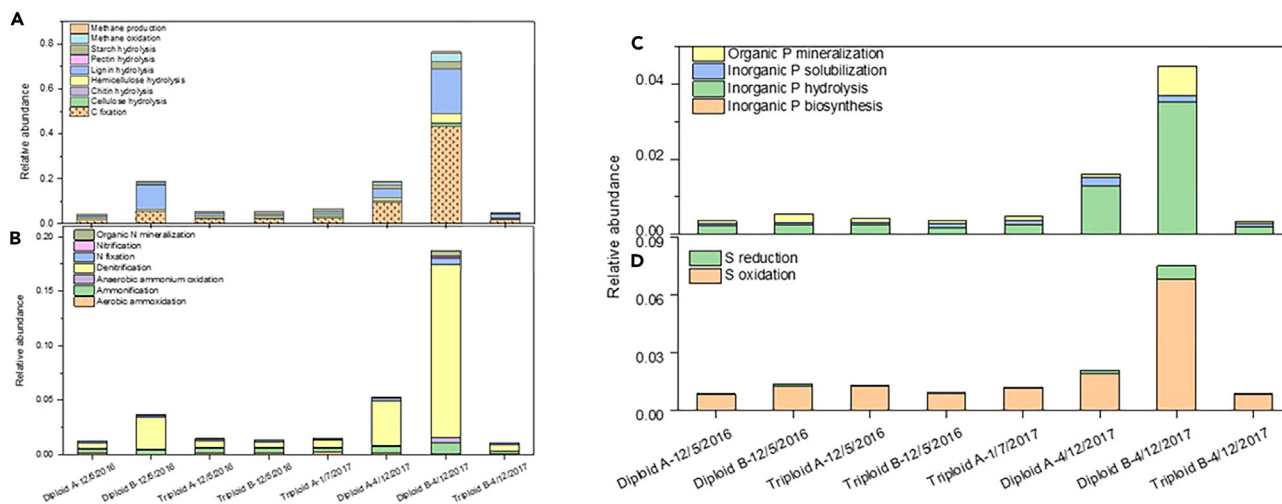 A
Methane production
Methane oxidation
Starch hydrolysis
Pectin hydrolysis
Lignin hydrolysis
Hemicellulose hydrolysis
Chitin hydrolysis
Cellulose hydrolysis
C fixation
0.8
0.6
0.4
0.2
0.0
Relative abundance
B
Organic N mineralization
Nitrification
N fixation
Denitrification
Anaerobic ammonium oxidation
Ammonification
Aerobic ammoxidation
0.20
0.15
0.10
0.05
0.00
Relative abundance
Diploid A-12/5/2016
Diploid B-12/5/2016
Triploid A-12/5/2016
Triploid B-12/5/2016
Triploid A-1/7/2017
Diploid A-4/12/2017
Diploid B-4/12/2017
Triploid B-4/12/2017
C
Organic P mineralization
Inorganic P solubilization
Inorganic P hydrolysis
Inorganic P biosynthesis
0.04
0.02
0.00
Relative abundance
D
S reduction
S oxidation
0.09
0.06
0.03
0.00
Diploid A-12/5/2016
Diploid B-12/5/2016
Triploid A-12/5/2016
Triploid B-12/5/2016
Triploid A-1/7/2017
Diploid A-4/12/2017
Diploid B-4/12/2017
Triploid B-4/12/2017